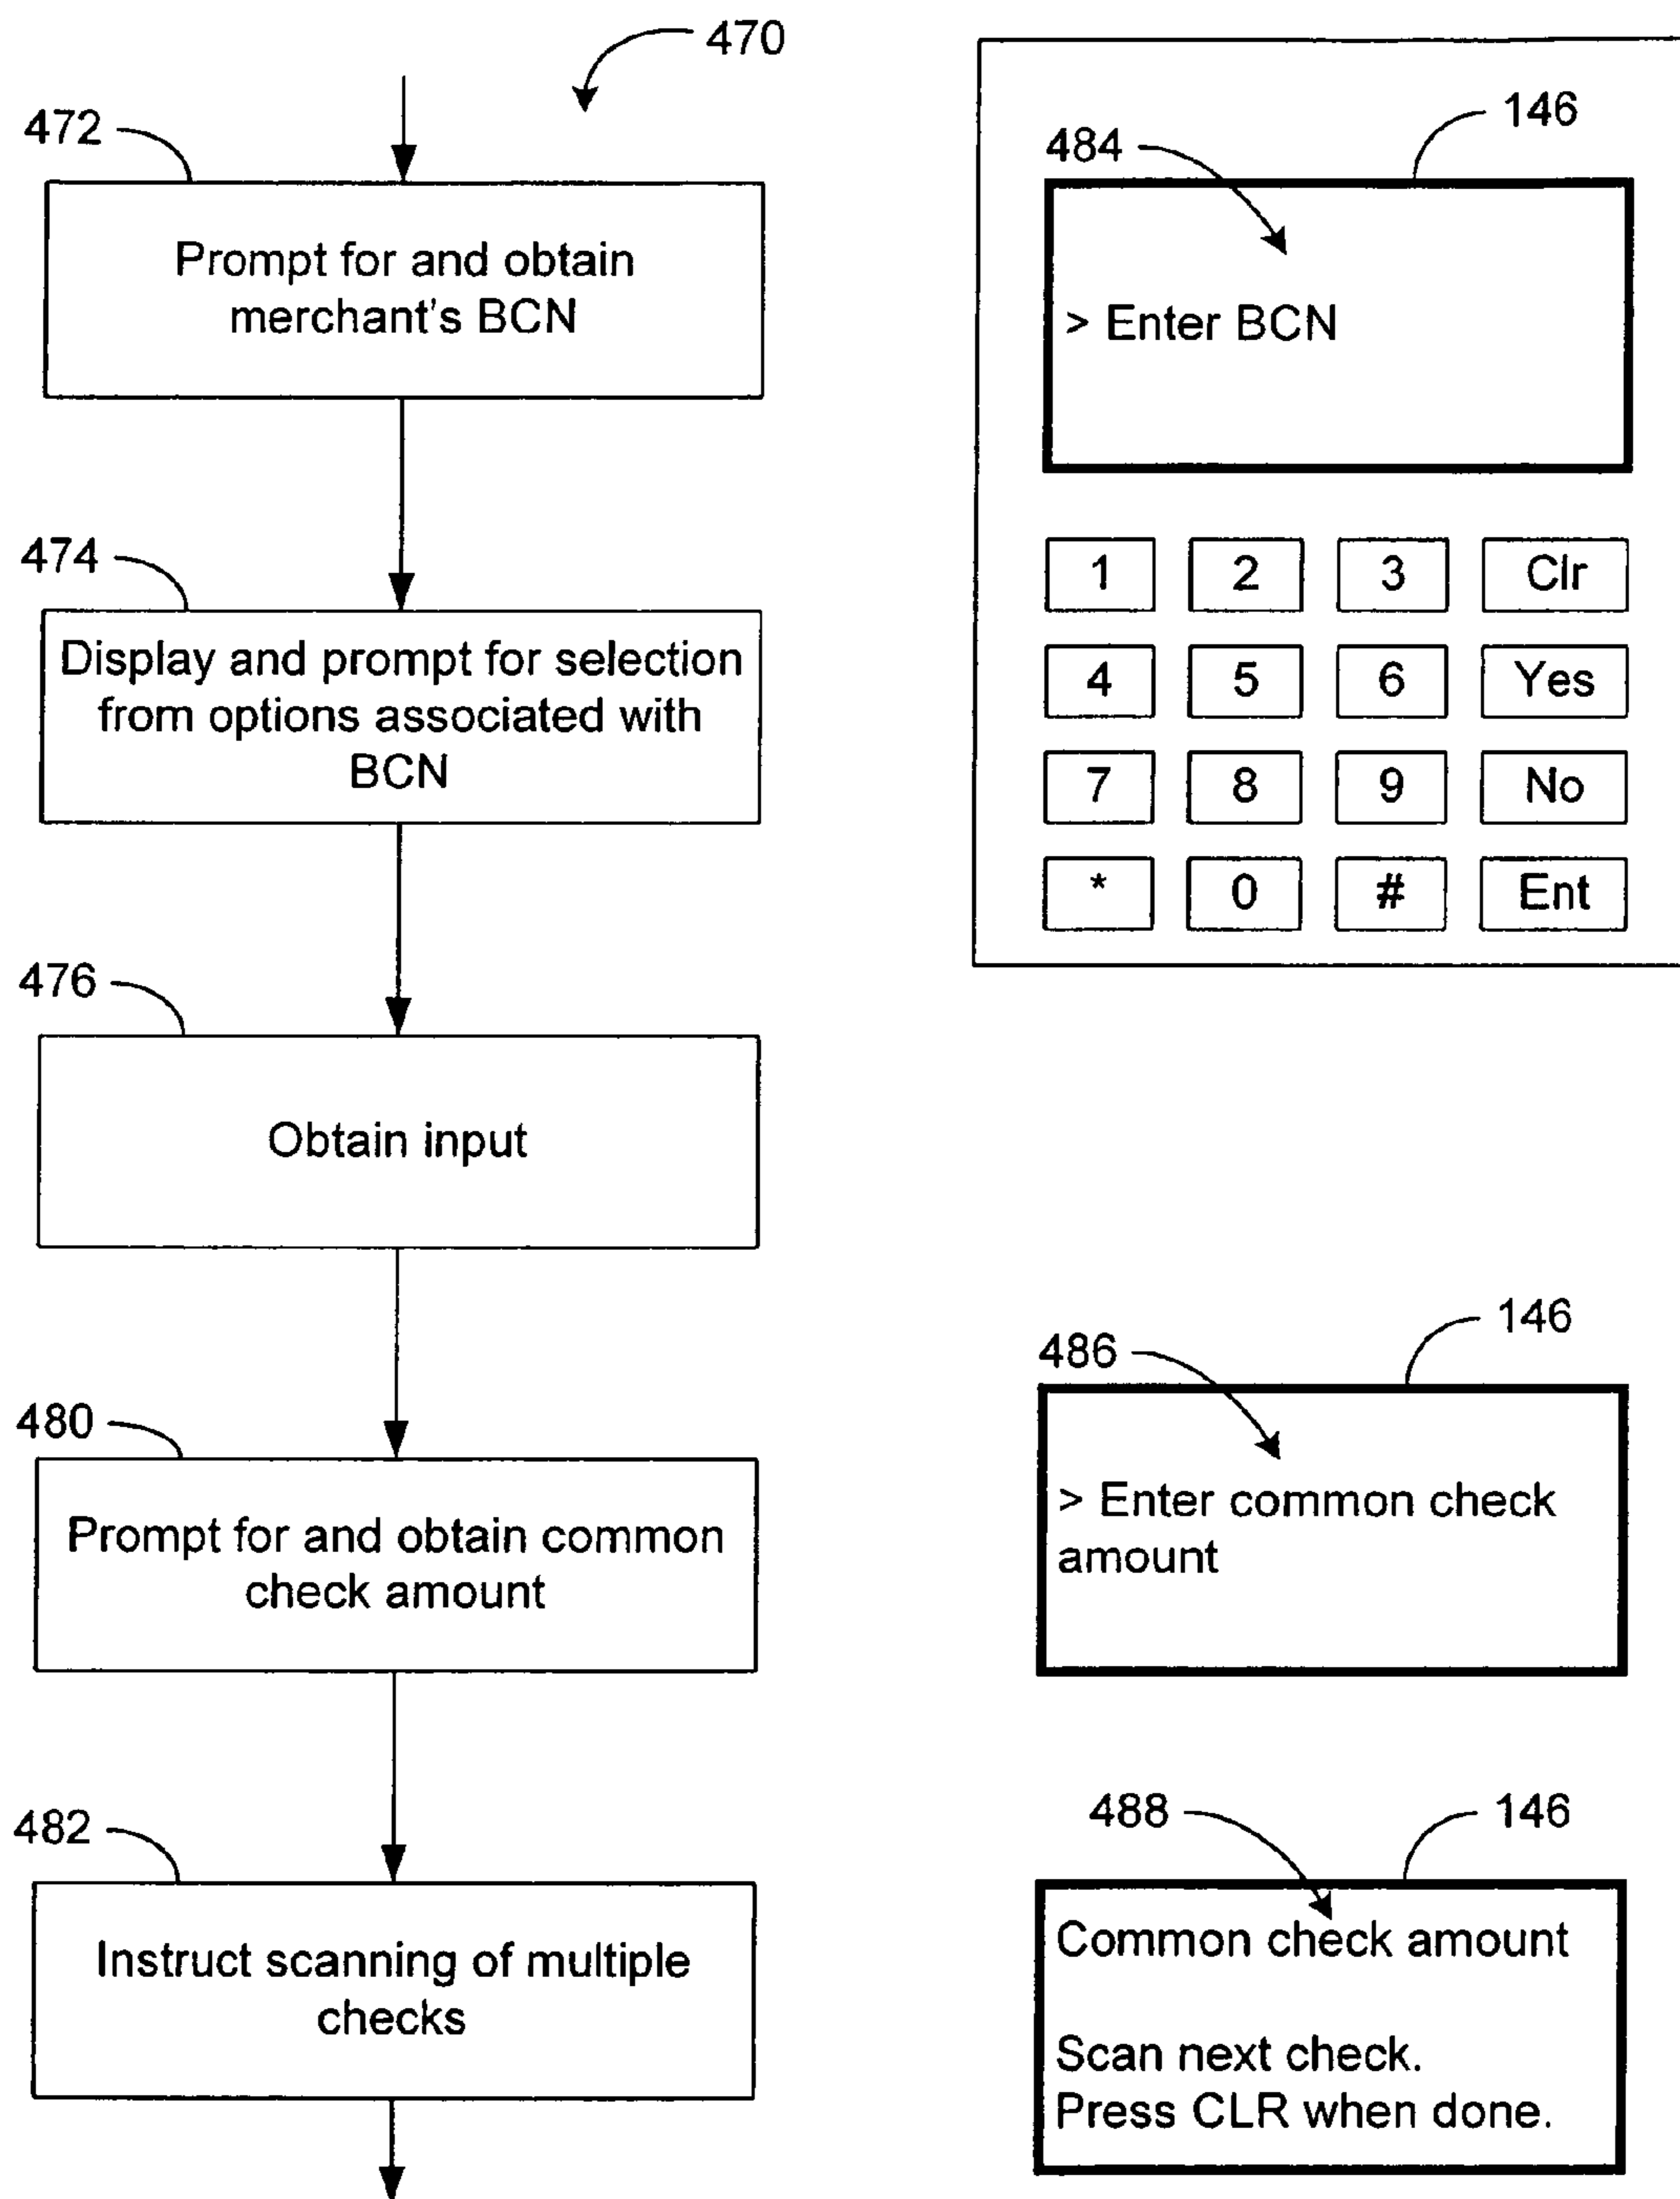 470
472
Prompt for and obtain
merchant's BCN
474
Display and prompt for selection
from options associated with
BCN
476
Obtain input
480
Prompt for and obtain common
check amount
482
Instruct scanning of multiple
checks
146
484
> Enter BCN
1 2 3 Clr
4 5 6 Yes
7 8 9 No
* 0 # Ent
146
486
> Enter common check
amount
488
146
Common check amount
Scan next check.
Press CLR when done.